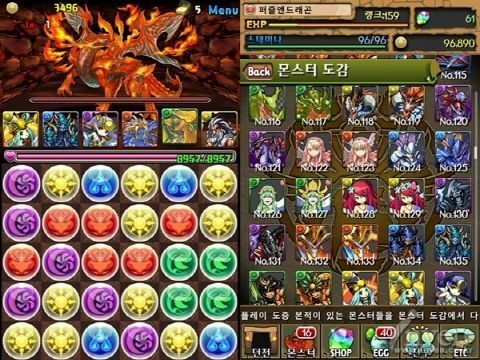 3496
5
Menu
1
8957/8957
퍼즐앤드래곤
랭크:159
61
EXP
스태미나 96/96
96,890
Back 몬스터 도감
No.115
No.116 No.117 No.118 No.119 No.120
No.121 No.122 No.123 No.124 No.125
No.126 No.127 No.128 No.129 No.130
No.131 No.132 No.133 No.134 No.135
플레이 도중 본적이 있는 몬스터들을 몬스터 도감에서 다
16 40
던전 몬스터 SHOP EGG 친구 ETC